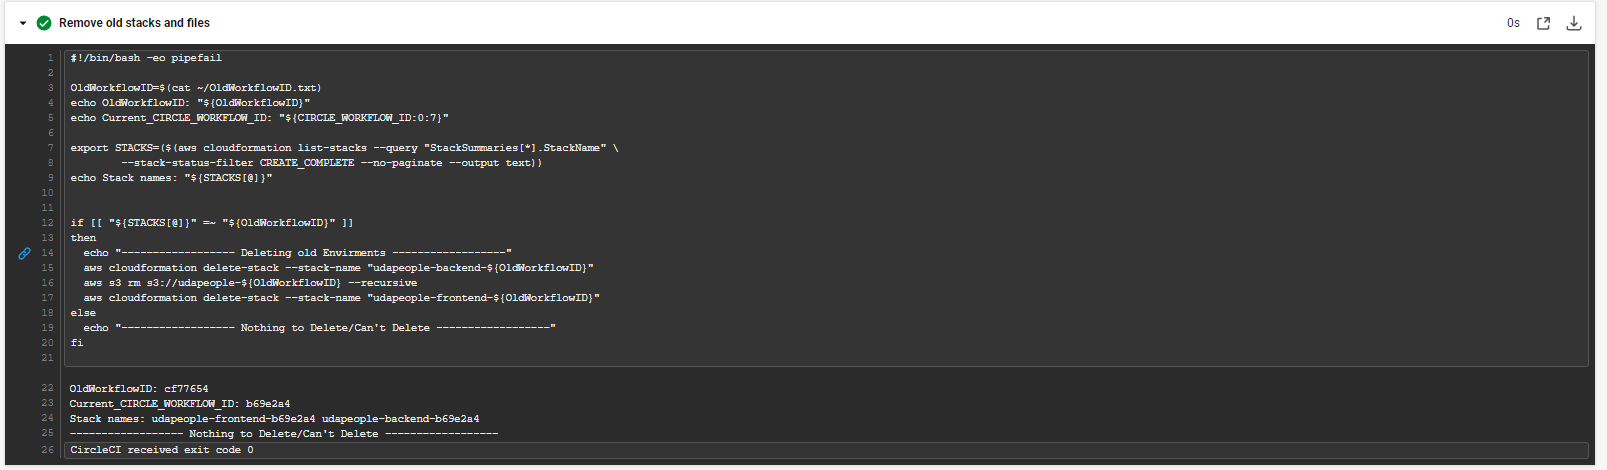 Remove old stacks and files 0s
1 #!/bin/bash -eo pipefail
2
3 OldWorkflowID=$(cat ~/OldWorkflowID.txt)
4 echo OldWorkflowID: "${OldWorkflowID}"
5 echo Current_CIRCLE_WORKFLOW_ID: "${CIRCLE_WORKFLOW_ID:0:7}"
6
7 export STACKS=($(aws cloudformation list-stacks --query "StackSummaries[*].StackName" \
8         --stack-status-filter CREATE_COMPLETE --no-paginate --output text))
9 echo Stack names: "${STACKS[@]}"
10
11
12 if [[ "${STACKS[@]}" =~ "${OldWorkflowID}" ]]
13 then
14   echo "------------------ Deleting old Envirments ------------------"
15   aws cloudformation delete-stack --stack-name "udapeople-backend-${OldWorkflowID}"
16   aws s3 rm s3://udapeople-${OldWorkflowID} --recursive
17   aws cloudformation delete-stack --stack-name "udapeople-frontend-${OldWorkflowID}"
18 else
19   echo "------------------ Nothing to Delete/Can't Delete ------------------"
20 fi
21
22 OldWorkflowID: cf77654
23 Current_CIRCLE_WORKFLOW_ID: b69e2a4
24 Stack names: udapeople-frontend-b69e2a4 udapeople-backend-b69e2a4
25 ------------------ Nothing to Delete/Can't Delete ------------------
26 CircleCI received exit code 0